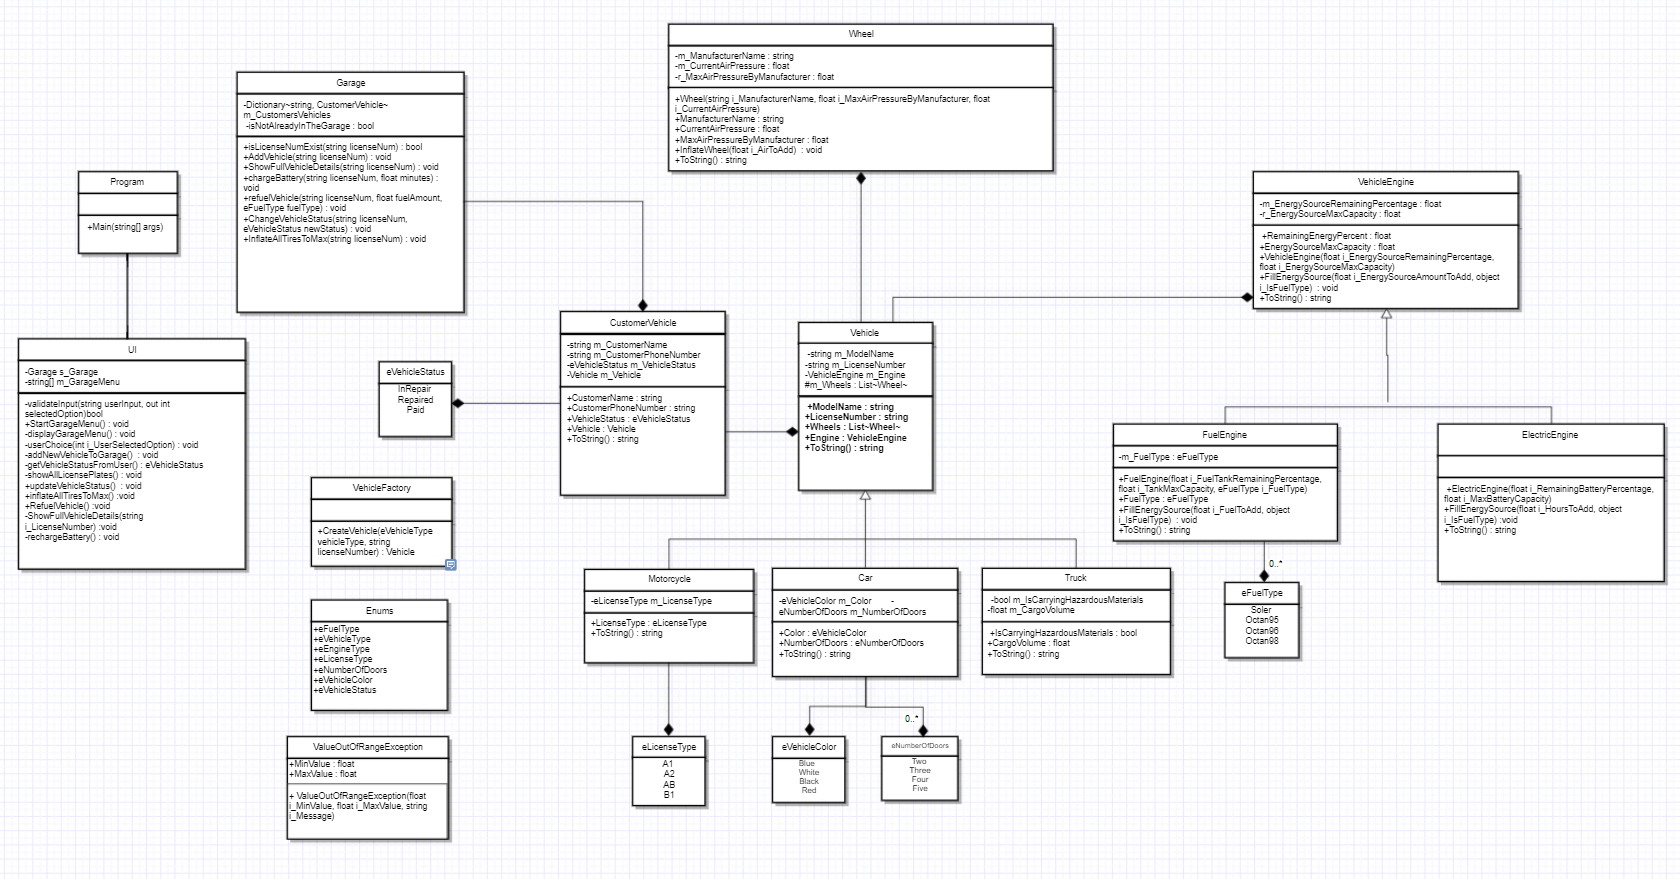 Wheel
-m_ManufacturerName : string
-m_CurrentAirPressure : float
-r_MaxAirPressureByManufacturer : float
+Wheel(string i_ManufacturerName, float i_MaxAirPressureByManufacturer, float
i_CurrentAirPressure)
+ManufacturerName : string
+CurrentAirPressure : float
+MaxAirPressureByManufacturer : float
+InflateWheel(float i_AirToAdd) : void
+ToString() : string
Garage
-Dictionary~string, CustomerVehicle~
m_CustomersVehicles
-isNotAlreadyInTheGarage : bool
+isLicenseNumExist(string licenseNum) : bool
+AddVehicle(string licenseNum) : void
+ShowFullVehicleDetails(string licenseNum) : void
+chargeBattery(string licenseNum, float minutes) :
void
+refuelVehicle(string licenseNum, float fuelAmount,
eFuelType fuelType) : void
+ChangeVehicleStatus(string licenseNum,
eVehicleStatus newStatus) : void
+InflateAllTiresToMax(string licenseNum) : void
Program
+Main(string[] args)
VehicleEngine
-m_EnergySourceRemainingPercentage : float
-r_EnergySourceMaxCapacity : float
+RemainingEnergyPercent : float
+EnergySourceMaxCapacity : float
+VehicleEngine(float i_EnergySourceRemainingPercentage,
float i_EnergySourceMaxCapacity)
+FillEnergySource(float i_EnergySourceAmountToAdd, object
i_IsFuelType) : void
+ToString() : string
UI
-Garage s_Garage
-string[] m_GarageMenu
-validateInput(string userInput, out int
selectedOption)bool
+StartGarageMenu() : void
-displayGarageMenu() : void
-userChoice(int i_UserSelectedOption) : void
-addNewVehicleToGarage() : void
-getVehicleStatusFromUser() : eVehicleStatus
-showAllLicensePlates() : void
+updateVehicleStatus() : void
+inflateAllTiresToMax() :void
+RefuelVehicle() :void
-ShowFullVehicleDetails(string
i_LicenseNumber) :void
-rechargeBattery() : void
eVehicleStatus
InRepair
Repaired
Paid
CustomerVehicle
-string m_CustomerName
-string m_CustomerPhoneNumber
-eVehicleStatus m_VehicleStatus
-Vehicle m_Vehicle
+CustomerName : string
+CustomerPhoneNumber : string
+VehicleStatus : eVehicleStatus
+Vehicle : Vehicle
+ToString() : string
Vehicle
-string m_ModelName
-string m_LicenseNumber
-VehicleEngine m_Engine
#m_Wheels : List~Wheel~
+ModelName : string
+LicenseNumber : string
+Wheels : List~Wheel~
+Engine : VehicleEngine
+ToString() : string
FuelEngine
-m_FuelType : eFuelType
+FuelEngine(float i_FuelTankRemainingPercentage,
float i_TankMaxCapacity, eFuelType i_FuelType)
+FuelType : eFuelType
+FillEnergySource(float i_FuelToAdd, object
i_IsFuelType) : void
+ToString() : string
ElectricEngine
+ElectricEngine(float i_RemainingBatteryPercentage,
float i_MaxBatteryCapacity)
+FillEnergySource(float i_HoursToAdd, object
i_IsFuelType) :void
+ToString() : string
VehicleFactory
+CreateVehicle(eVehicleType
vehicleType, string
licenseNumber) : Vehicle
Motorcycle
-eLicenseType m_LicenseType
+LicenseType : eLicenseType
+ToString() : string
Car
-eVehicleColor m_Color -
eNumberOfDoors m_NumberOfDoors
+Color : eVehicleColor
+NumberOfDoors : eNumberOfDoors
+ToString() : string
Truck
-bool m_IsCarryingHazardousMaterials
-float m_CargoVolume
+IsCarryingHazardousMaterials : bool
+CargoVolume : float
+ToString() : string
0..*
eFuelType
Soler
Octan95
Octan96
Octan98
Enums
+eFuelType
+eVehicleType
+eEngineType
+eLicenseType
+eNumberOfDoors
+eVehicleColor
+eVehicleStatus
0..*
ValueOutOfRangeException
+MinValue : float
+MaxValue : float
+ ValueOutOfRangeException(float
i_MinValue, float i_MaxValue, string
i_Message)
eLicenseType
A1
A2
AB
B1
eVehicleColor
Blue
White
Black
Red
eNumberOfDoors
Two
Three
Four
Five